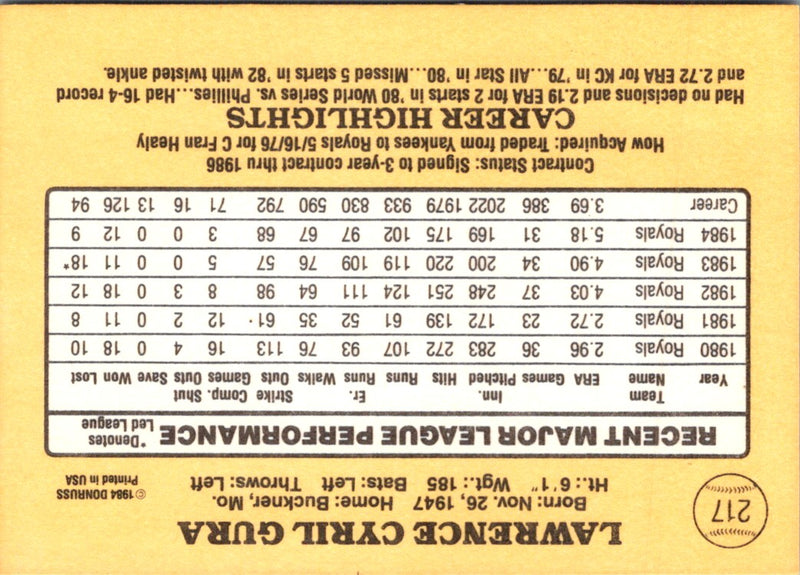 217
LAWRENCE CYRIL GURA
Born: Nov. 26, 1947 Home: Buckner, Mo.
Ht.: 6'1" Wgt.: 185 Bats: Left Throws: Left
© 1984 DONRUSS
Printed in USA
RECENT MAJOR LEAGUE PERFORMANCE
*Denotes
Led League
Team Inn. Er. Strike Comp. Shut
Year Name ERA Games Pitched Hits Runs Runs Walks Outs Games Outs Save Won Lost
1980 Royals 2.96 36 283 272 107 93 76 113 16 4 0 18 10
1981 Royals 2.72 23 172 139 61 52 35 61 12 2 0 11 8
1982 Royals 4.03 37 248 251 124 111 64 98 8 3 0 18 12
1983 Royals 4.90 34 200 220 119 109 76 57 5 0 0 11 18*
1984 Royals 5.18 31 169 175 102 97 67 68 3 0 0 12 9
Career 3.69 386 2022 1979 933 830 590 792 71 16 13 126 94
Contract Status: Signed to 3-year contract thru 1986
How Acquired: Traded from Yankees to Royals 5/16/76 for C Fran Healy
CAREER HIGHLIGHTS
Had no decisions and 2.19 ERA for 2 starts in '80 World Series vs. Phillies...Had 16-4 record
and 2.72 ERA for KC in '79...All Star in '80...Missed 5 starts in '82 with twisted ankle.